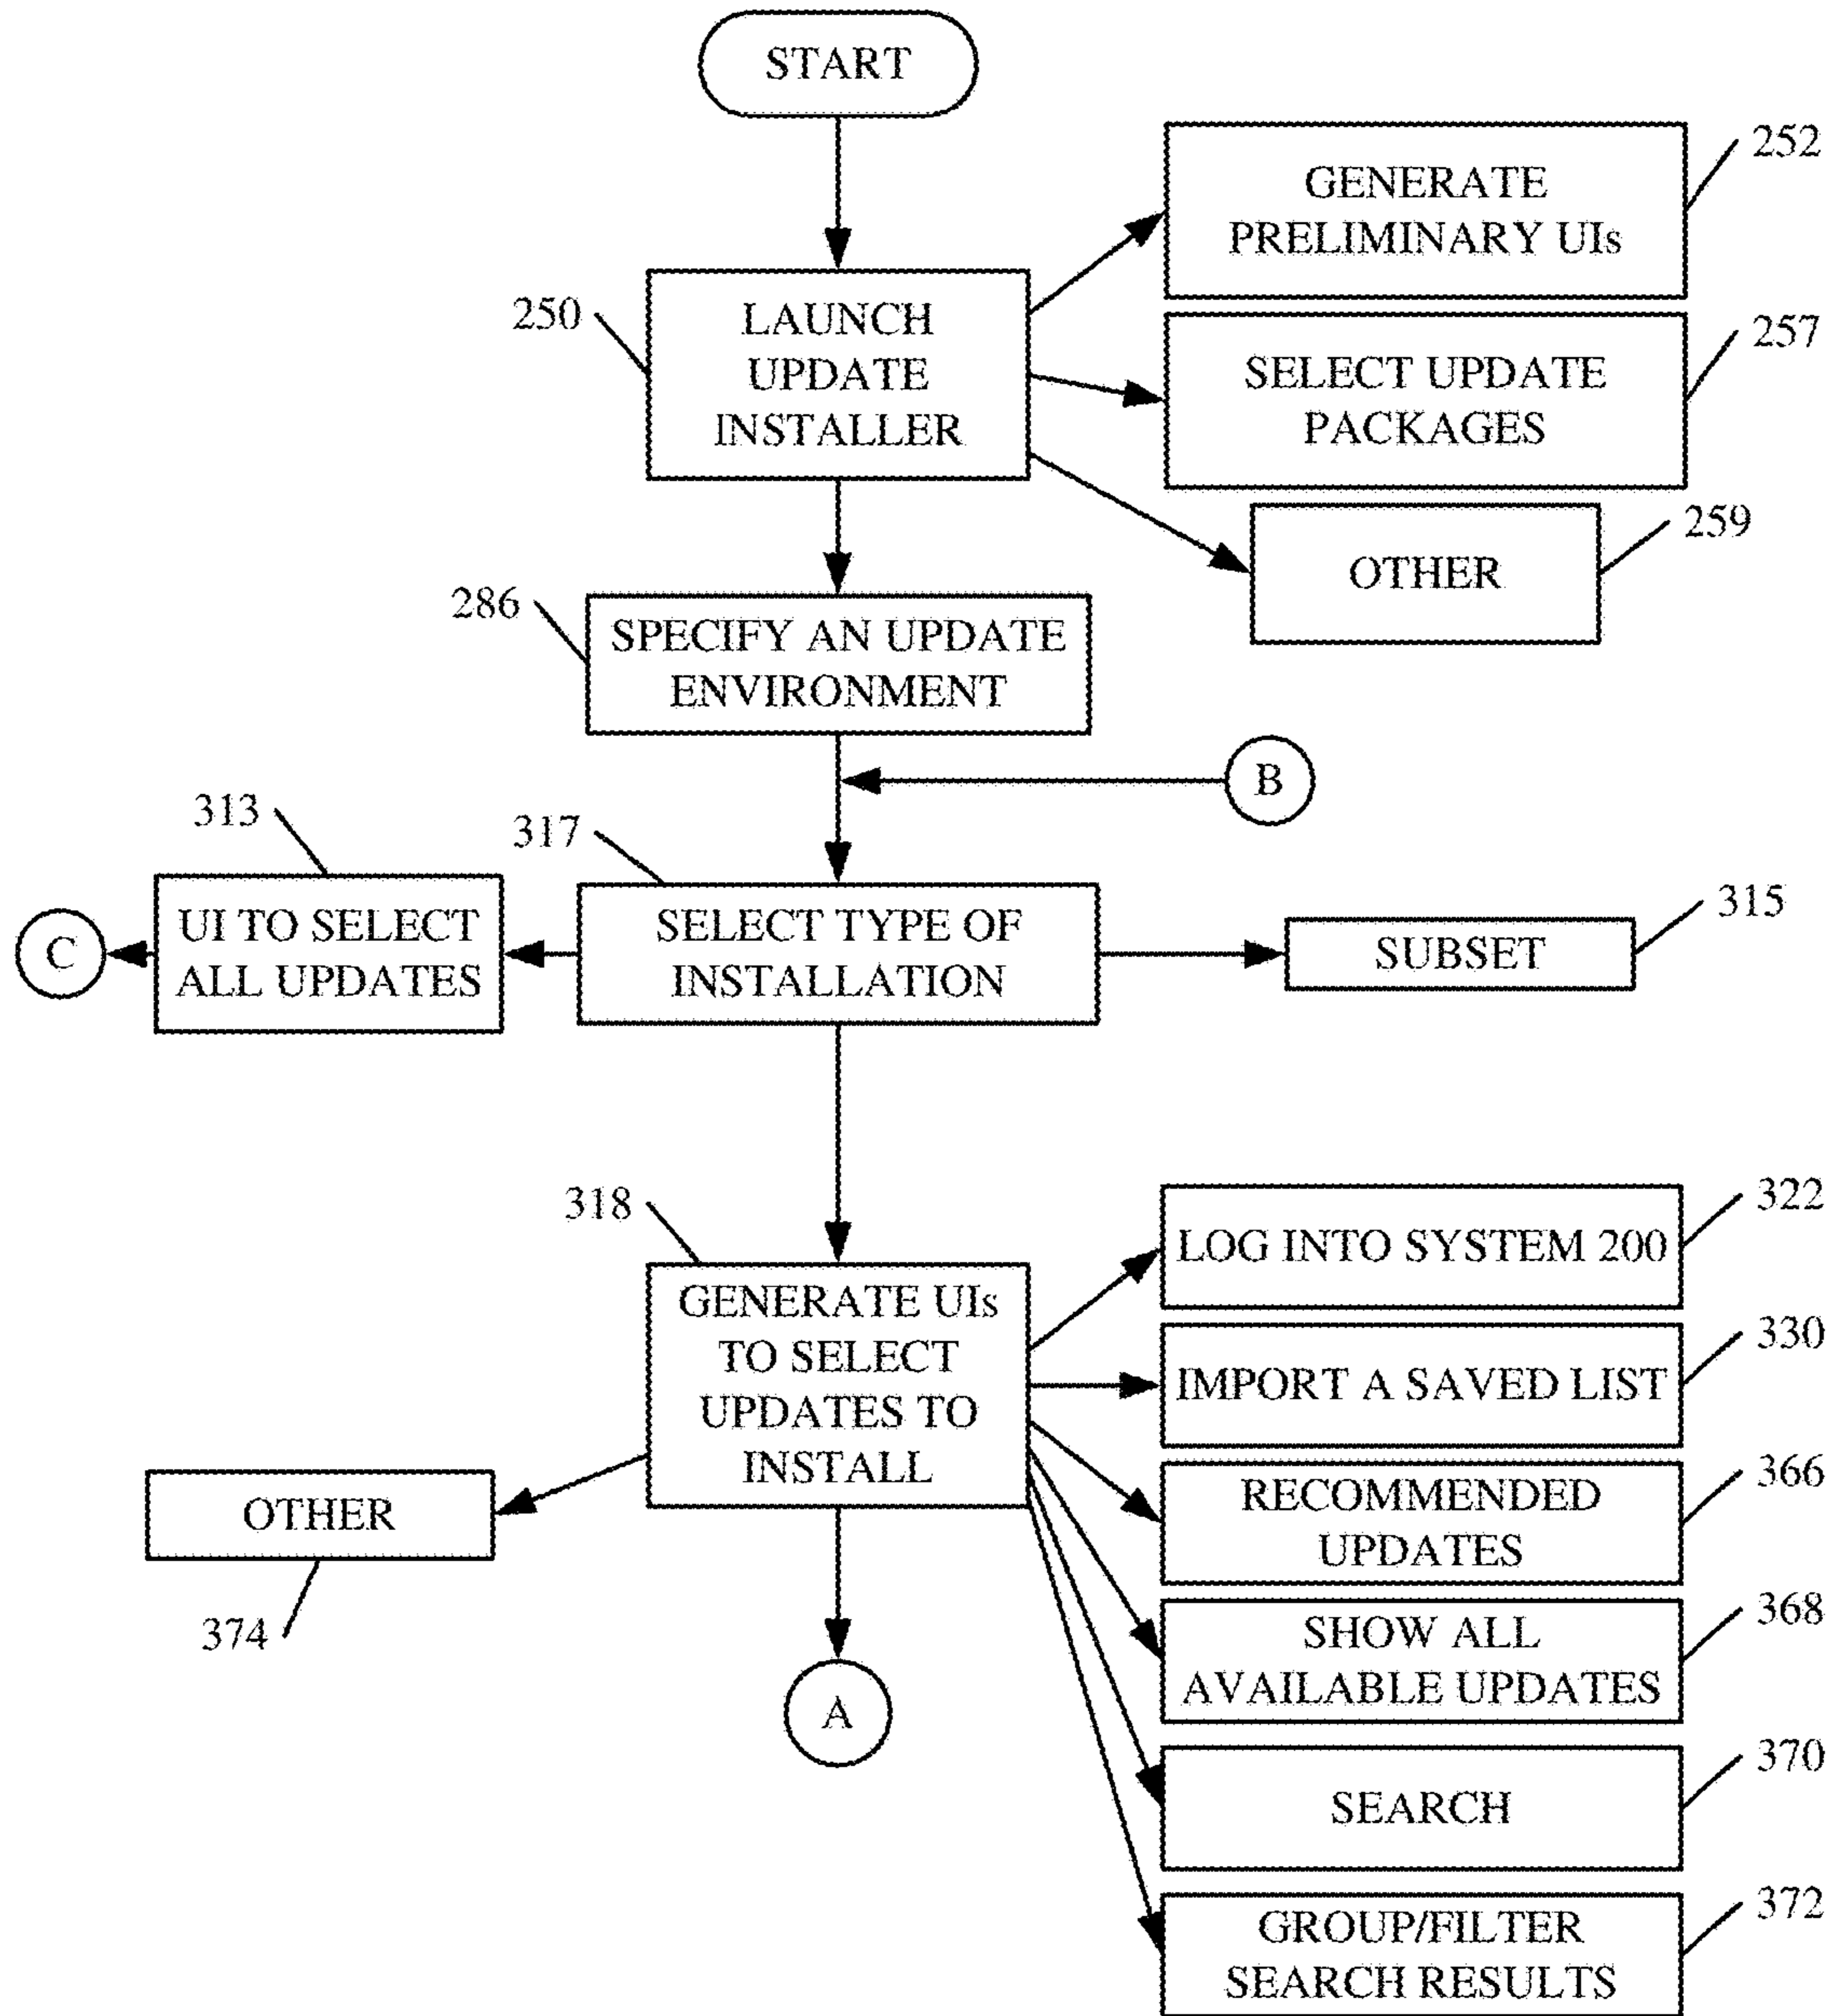 START
GENERATE
PRELIMINARY UIs
252
250
LAUNCH
UPDATE
INSTALLER
SELECT UPDATE
PACKAGES
257
OTHER
259
286
SPECIFY AN UPDATE
ENVIRONMENT
B
313
317
C
UI TO SELECT
ALL UPDATES
SELECT TYPE OF
INSTALLATION
SUBSET
315
318
GENERATE UIs
TO SELECT
UPDATES TO
INSTALL
LOG INTO SYSTEM 200
322
IMPORT A SAVED LIST
330
RECOMMENDED
UPDATES
366
OTHER
374
SHOW ALL
AVAILABLE UPDATES
368
A
SEARCH
370
GROUP/FILTER
SEARCH RESULTS
372